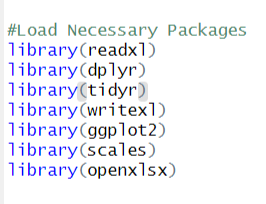 #Load Necessary Packages
library(readxl)
library(dplyr)
library(tidyr)
library(writexl)
library(ggplot2)
library(scales)
library(openxlsx)